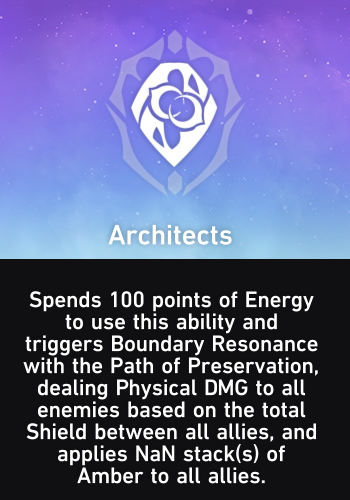 Architects
Spends 100 points of Energy
to use this ability and
triggers Boundary Resonance
with the Path of Preservation,
dealing Physical DMG to all
enemies based on the total
Shield between all allies, and
applies NaN stack(s) of
Amber to all allies.